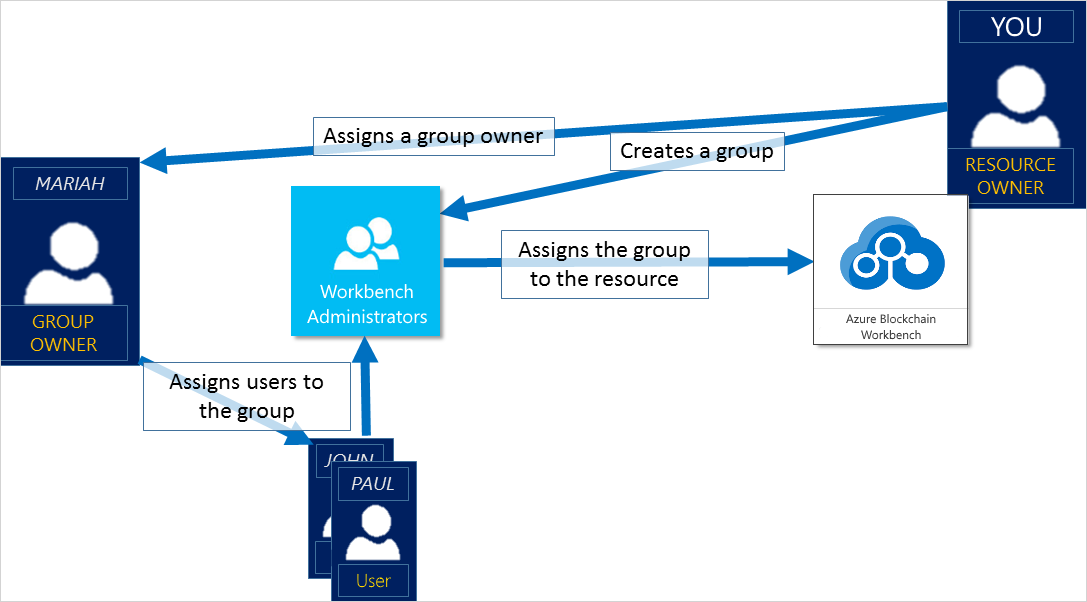 YOU
RESOURCE
OWNER
Assigns a group owner
Creates a group
MARIAH
GROUP
OWNER
Workbench
Administrators
Assigns the group
to the resource
Azure Blockchain
Workbench
Assigns users to
the group
JOHN
PAUL
User